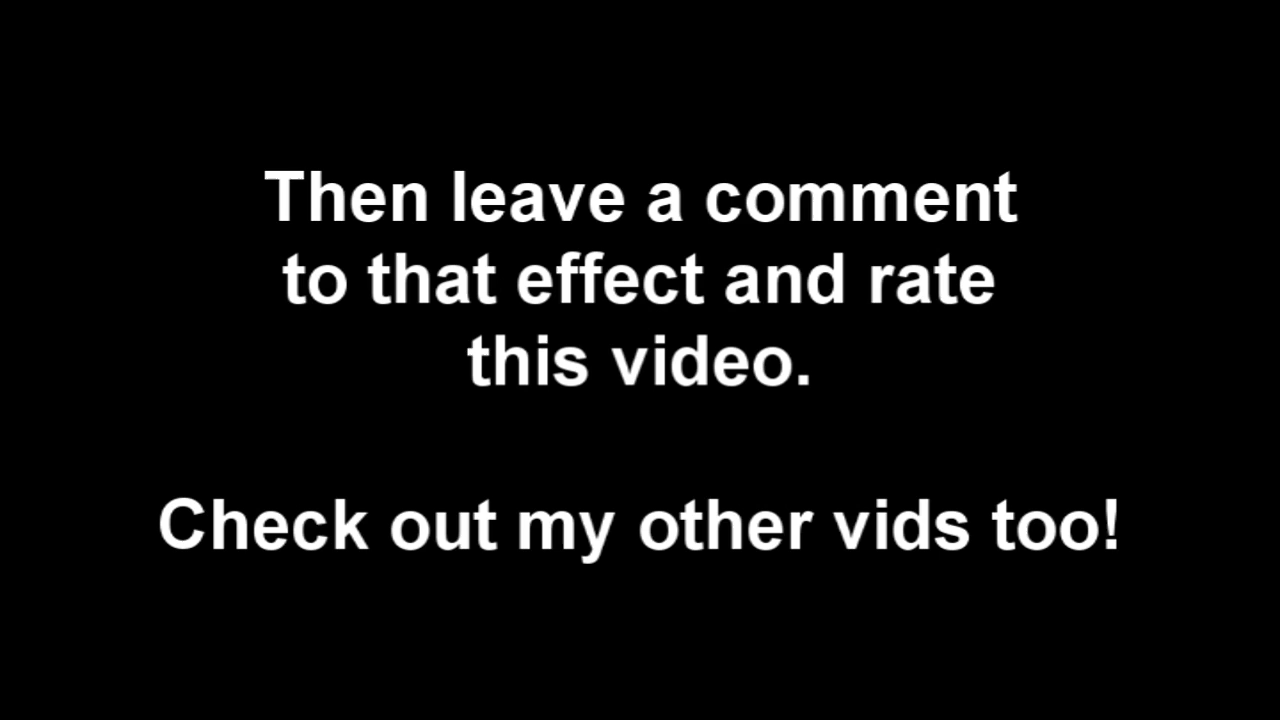 Then leave a comment
to that effect and rate
this video.
Check out my other vids too!